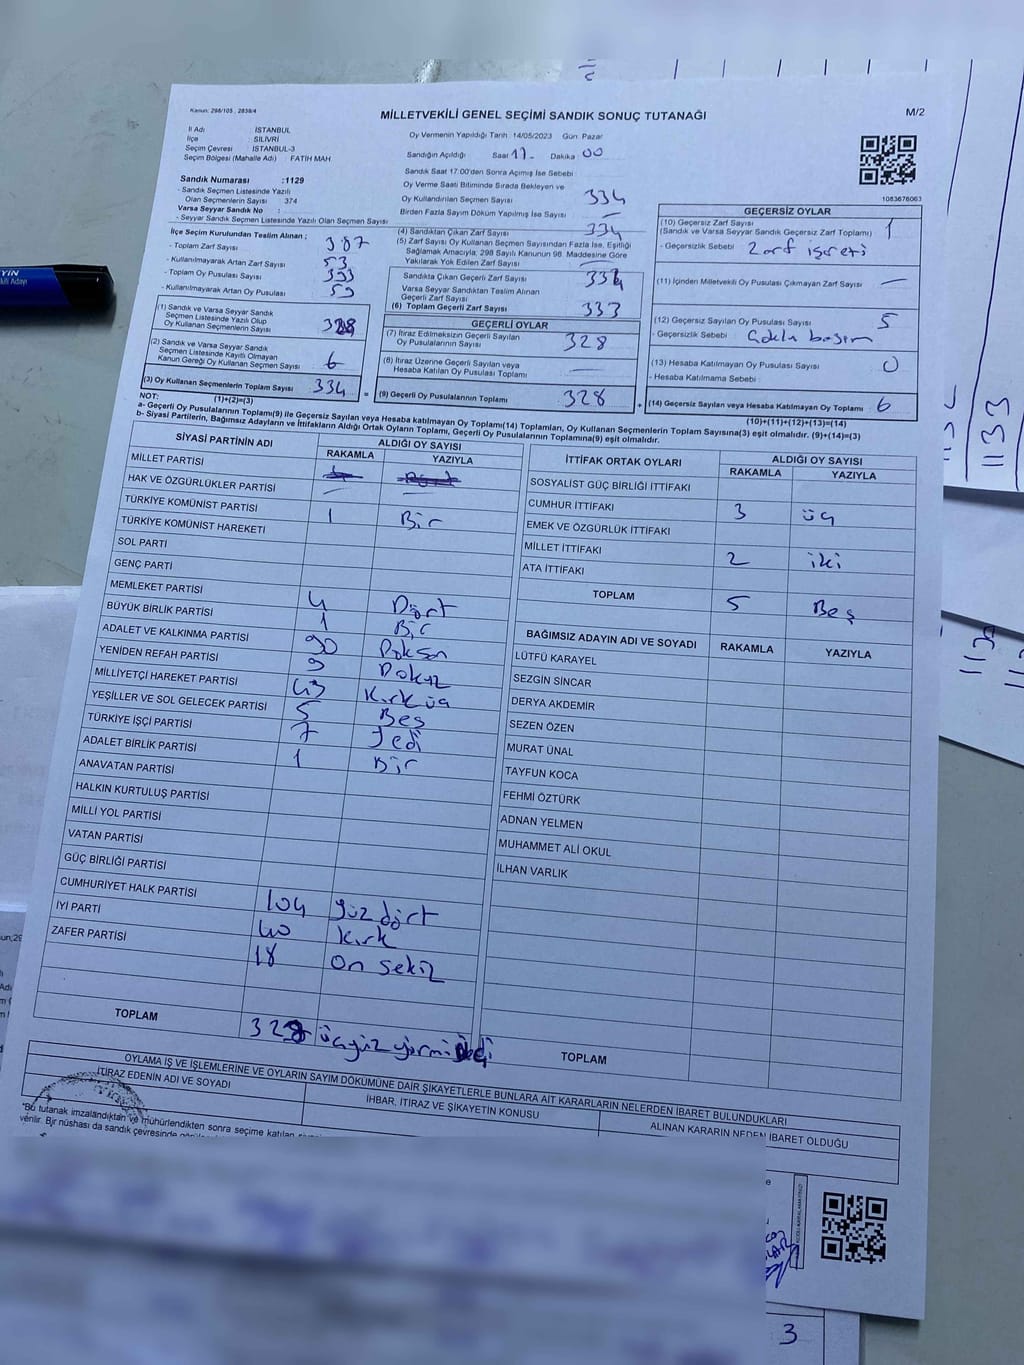 Kanun: 298/105 ; 2839/4
MİLLETVEKİLİ GENEL SEÇİMİ SANDIK SONUÇ TUTANAĞI
M/2
İl Adı : İSTANBUL
İlçe : SİLİVRİ
Seçim Çevresi : İSTANBUL-3
Seçim Bölgesi (Mahalle Adı) : FATİH MAH
Sandık Numarası :1129
- Sandık Seçmen Listesinde Yazılı
Olan Seçmenlerin Sayısı 374
Varsa Seyyar Sandık No :
- Seyyar Sandık Seçmen Listesinde Yazılı Olan Seçmen Sayısı
Oy Vermenin Yapıldığı Tarih :14/05/2023 Gün: Pazar
Sandığın Açıldığı Saat 17 Dakika 00
Sandık Saat 17:00'den Sonra Açılmış İse Sebebi :
Oy Verme Saati Bitiminde Sırada Bekleyen ve
Oy Kullandırılan Seçmen Sayısı 334
Birden Fazla Sayım Döküm Yapılmış İse Sayısı —
1083676063
İlçe Seçim Kurulundan Teslim Alınan ;
- Toplam Zarf Sayısı 387
- Kullanılmayarak Artan Zarf Sayısı 53
- Toplam Oy Pusulası Sayısı
- Kullanılmayarak Artan Oy Pusulası
(1) Sandık ve Varsa Seyyar Sandık
Seçmen Listesinde Yazılı Olup
Oy Kullanan Seçmenlerin Sayısı 328
(2) Sandık ve Varsa Seyyar Sandık
Seçmen Listesinde Kayıtlı Olmayan
Kanun Gereği Oy Kullanan Seçmen Sayısı 6
(3) Oy Kullanan Seçmenlerin Toplam Sayısı 334
(1)+(2)=(3)
(4) Sandıktan Çıkan Zarf Sayısı 334
(5) Zarf Sayısı Oy Kullanan Seçmen Sayısından Fazla İse, Eşitliği
Sağlamak Amacıyla, 298 Sayılı Kanunun 98. Maddesine Göre
Yakılarak Yok Edilen Zarf Sayısı —
Sandıkta Çıkan Geçerli Zarf Sayısı
Varsa Seyyar Sandıktan Teslim Alınan
Geçerli Zarf Sayısı
(6) Toplam Geçerli Zarf Sayısı 333
GEÇERLİ OYLAR
(7) İtiraz Edilmeksizin Geçerli Sayılan
Oy Pusulalarının Sayısı 328
(8) İtiraz Üzerine Geçerli Sayılan veya
Hesaba Katılan Oy Pusulası Toplamı —
(9) Geçerli Oy Pusulalarının Toplamı 328
GEÇERSİZ OYLAR
(10) Geçersiz Zarf Sayısı 1
(Sandık ve Varsa Seyyar Sandık Geçersiz Zarf Toplamı)
- Geçersizlik Sebebi : Zarf işareti
(11) İçinden Milletvekili Oy Pusulası Çıkmayan Zarf Sayısı —
(12) Geçersiz Sayılan Oy Pusulası Sayısı 5
- Geçersizlik Sebebi :
(13) Hesaba Katılmayan Oy Pusulası Sayısı 0
- Hesaba Katılmama Sebebi :
(14) Geçersiz Sayılan veya Hesaba Katılmayan Oy Toplamı 6
(10)+(11)+(12)+(13)=(14)
NOT:
a- Geçerli Oy Pusulalarının Toplamı(9) ile Geçersiz Sayılan veya Hesaba katılmayan Oy Toplamı(14) Toplamları, Oy Kullanan Seçmenlerin Toplam Sayısına(3) eşit olmalıdır. (9)+(14)=(3)
b- Siyasi Partilerin, Bağımsız Adayların ve İttifakların Aldığı Ortak Oyların Toplamı, Geçerli Oy Pusulalarının Toplamına(9) eşit olmalıdır.
SİYASİ PARTİNİN ADI
ALDIĞI OY SAYISI
RAKAMLA YAZIYLA
MİLLET PARTİSİ
HAK VE ÖZGÜRLÜKLER PARTİSİ — —
TÜRKİYE KOMÜNİST PARTİSİ 1 Bir
TÜRKİYE KOMÜNİST HAREKETİ
SOL PARTİ
GENÇ PARTİ
MEMLEKET PARTİSİ 4 Dört
BÜYÜK BİRLİK PARTİSİ 1 Bir
ADALET VE KALKINMA PARTİSİ 90 Doksan
YENİDEN REFAH PARTİSİ 9 Dokuz
MİLLİYETÇİ HAREKET PARTİSİ 43 Kırk üç
YEŞİLLER VE SOL GELECEK PARTİSİ 5 Beş
TÜRKİYE İŞÇİ PARTİSİ 7 Yedi
ADALET BİRLİK PARTİSİ 1 Bir
ANAVATAN PARTİSİ
HALKIN KURTULUŞ PARTİSİ
MİLLİ YOL PARTİSİ
VATAN PARTİSİ
GÜÇ BİRLİĞİ PARTİSİ
CUMHURİYET HALK PARTİSİ 104 Yüz dört
İYİ PARTİ 40 Kırk
ZAFER PARTİSİ 18 On sekiz
TOPLAM üçyüz yirmi
İTTİFAK ORTAK OYLARI
ALDIĞI OY SAYISI
RAKAMLA YAZIYLA
SOSYALİST GÜÇ BİRLİĞİ İTTİFAKI
CUMHUR İTTİFAKI 3 üç
EMEK VE ÖZGÜRLÜK İTTİFAKI
MİLLET İTTİFAKI 2 iki
ATA İTTİFAKI
TOPLAM 5 Beş
BAĞIMSIZ ADAYIN ADI VE SOYADI RAKAMLA YAZIYLA
LÜTFÜ KARAYEL
SEZGİN SİNCAR
DERYA AKDEMİR
SEZEN ÖZEN
MURAT ÜNAL
TAYFUN KOCA
FEHMİ ÖZTÜRK
ADNAN YELMEN
MUHAMMET ALİ OKUL
İLHAN VARLIK
TOPLAM
OYLAMA İŞ VE İŞLEMLERİNE VE OYLARIN SAYIM DÖKÜMÜNE DAİR ŞİKAYETLERLE BUNLARA AİT KARARLARIN NELERDEN İBARET BULUNDUKLARI
İTİRAZ EDENİN ADI VE SOYADI
İHBAR, İTİRAZ VE ŞİKAYETİN KONUSU
ALINAN KARARIN NEDEN İBARET OLDUĞU
*Bu tutanak imzalandıktan ve mühürlendikten sonra seçime katılan
verilir. Bir nüshası da sandık çevresinde
1133
3